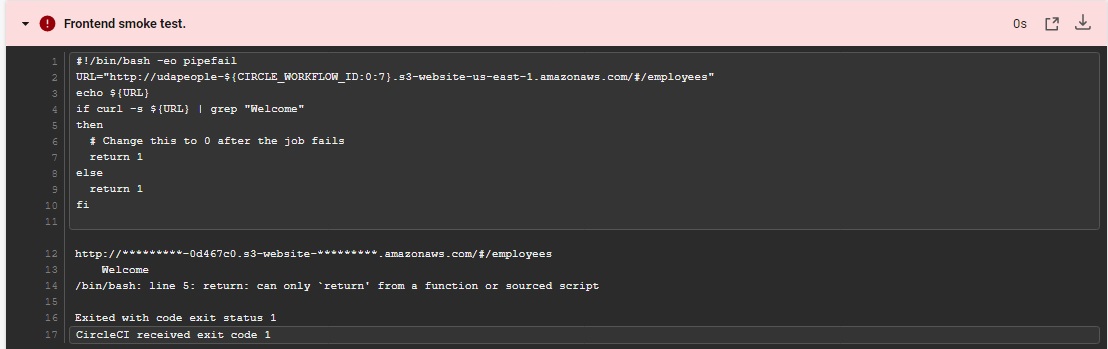 Frontend smoke test.
0s
1 #!/bin/bash -eo pipefail
2 URL="http://udapeople-${CIRCLE_WORKFLOW_ID:0:7}.s3-website-us-east-1.amazonaws.com/#/employees"
3 echo ${URL}
4 if curl -s ${URL} | grep "Welcome"
5 then
6   # Change this to 0 after the job fails
7   return 1
8 else
9   return 1
10 fi
11
12 http://*********-0d467c0.s3-website-*********.amazonaws.com/#/employees
13     Welcome
14 /bin/bash: line 5: return: can only `return' from a function or sourced script
15
16 Exited with code exit status 1
17 CircleCI received exit code 1